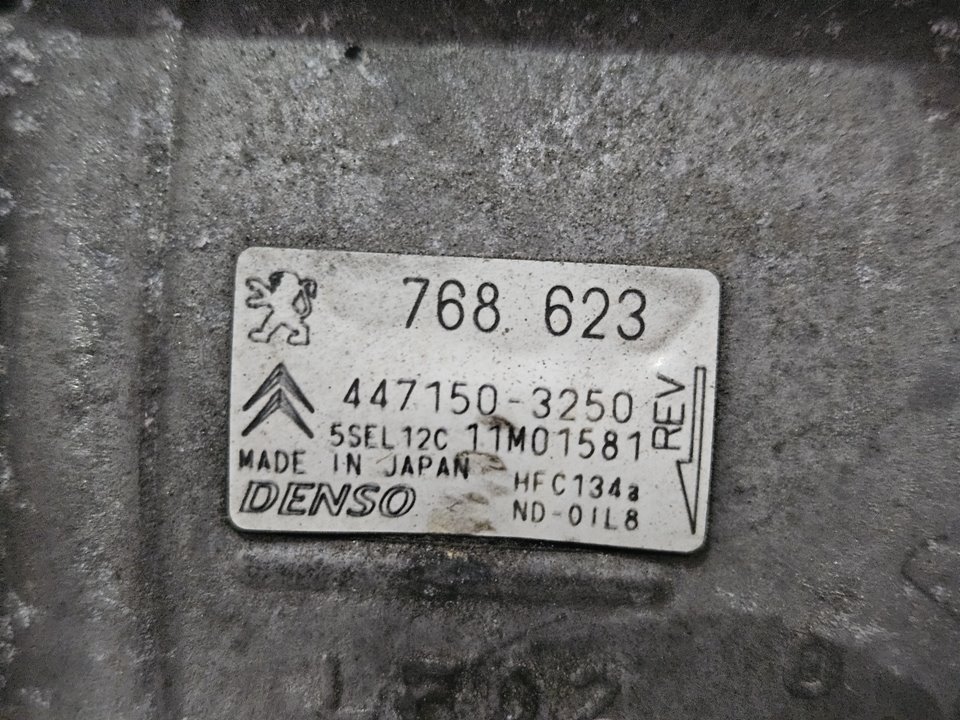 768 623
447150-3250
5SEL12C 11M01581
REV
MADE IN JAPAN
HFC134a
DENSO
ND-OIL8